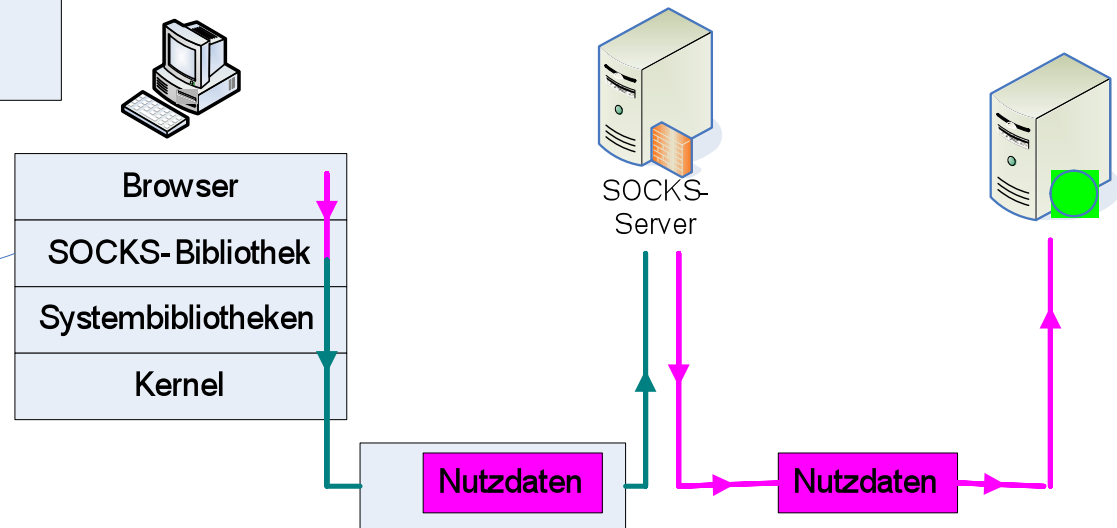 Browser
SOCKS-Bibliothek
Systembibliotheken
Kernel
SOCKS-
Server
Nutzdaten
Nutzdaten